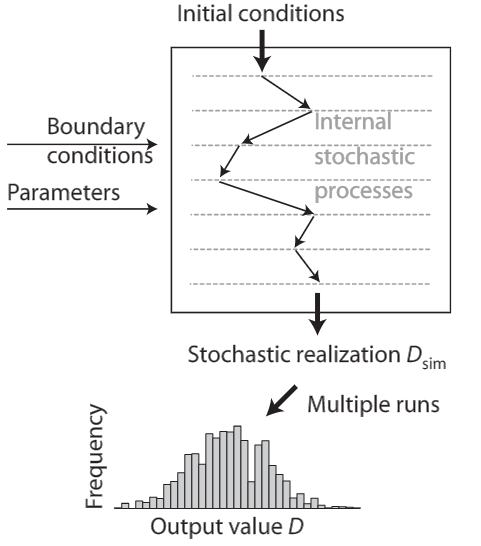 Initial conditions
Internal
Boundary
conditions
stochastic
processes
Parameters
Stochastic realization Dsim
Multiple runs
Frequency
Output value D